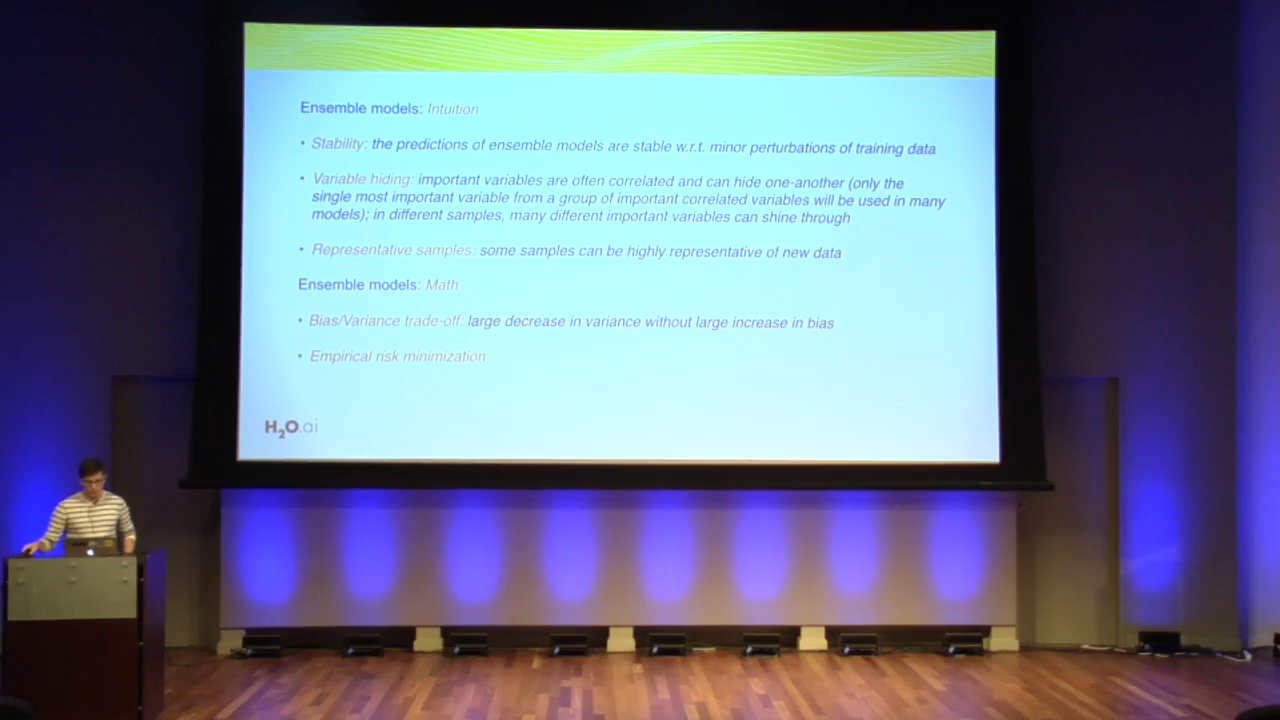 Ensemble models: Intuition
• Stability: the predictions of ensemble models are stable w.r.t. minor perturbations of training data
• Variable hiding: important variables are often correlated and can hide one-another (only the
single most important variable from a group of important correlated variables will be used in many
models); in different samples, many different important variables can shine through
• Representative samples: some samples can be highly representative of new data
Ensemble models: Math
• Bias/Variance trade-off: large decrease in variance without large increase in bias
• Empirical risk minimization
H2O.ai